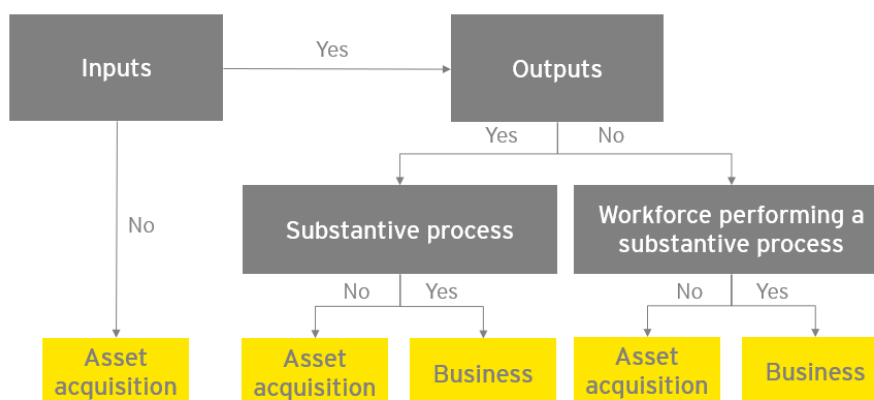 Inputs
Yes
Outputs
Yes
No
No
Substantive process
Workforce performing a
substantive process
No
Yes
No
Yes
Asset
acquisition
Asset
acquisition
Business
Asset
acquisition
Business